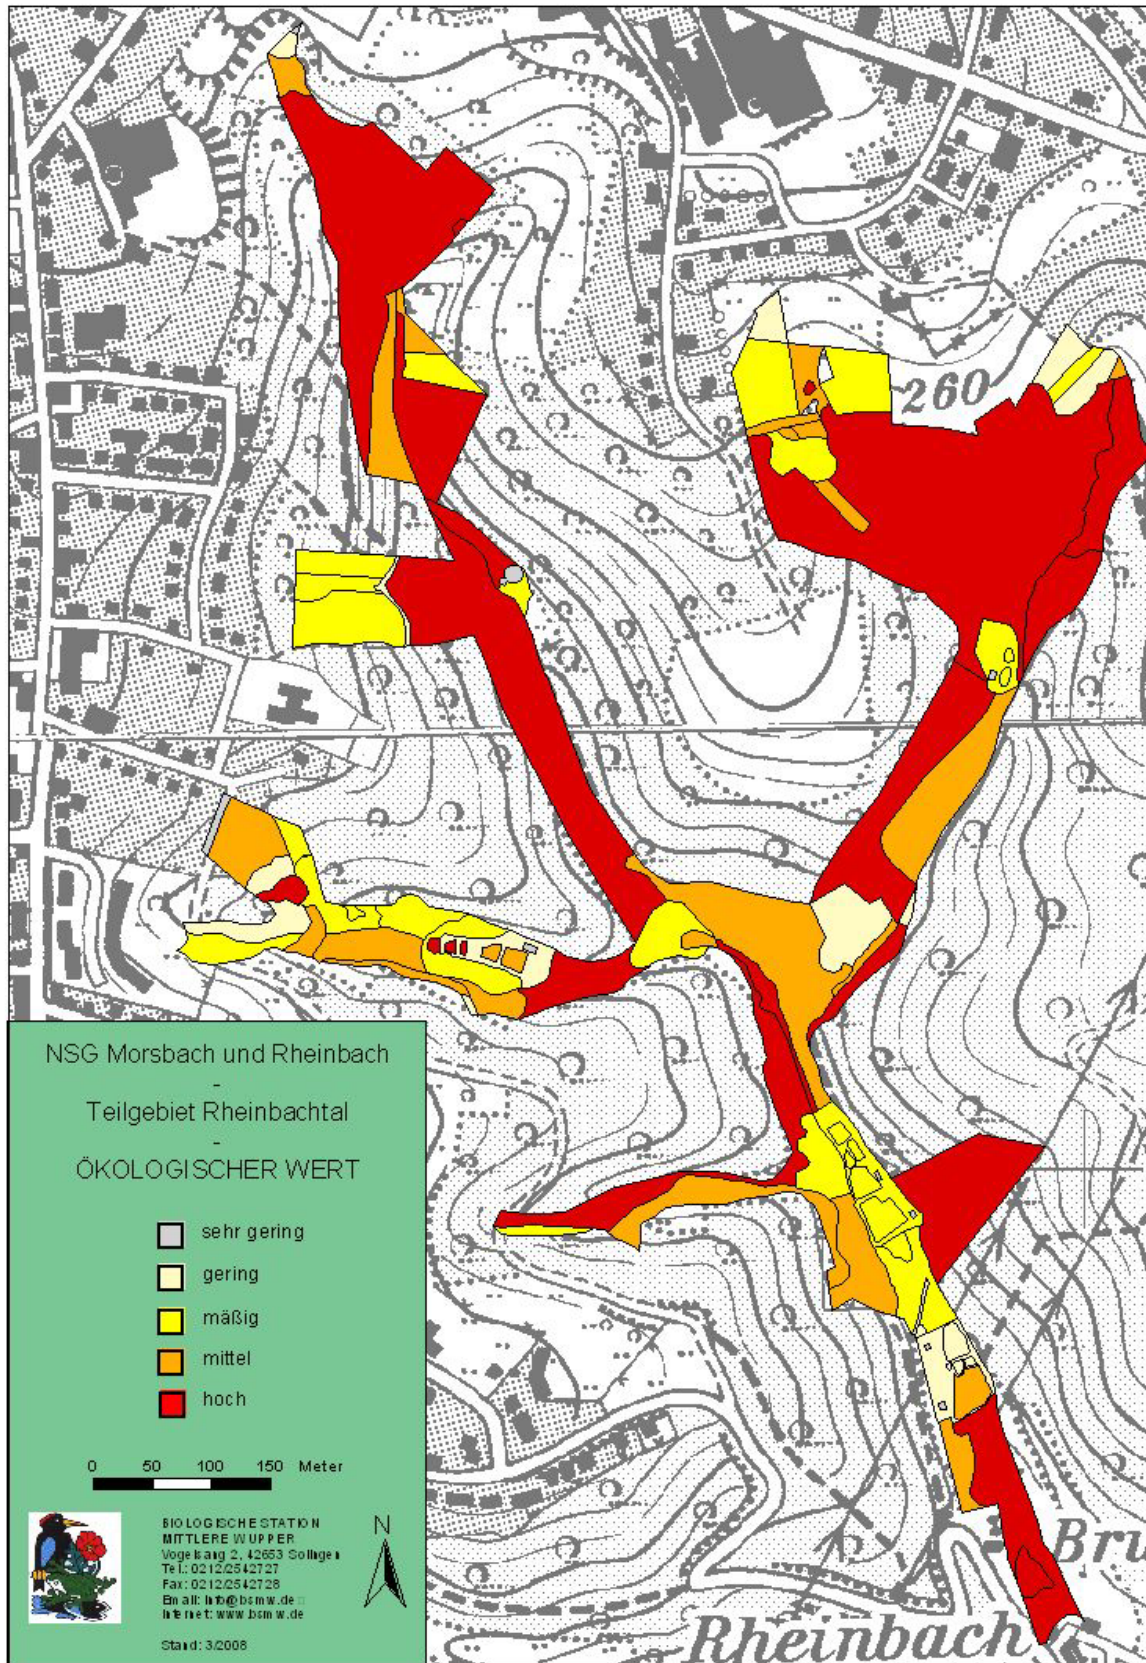 260
NSG Morsbach und Rheinbach
-
Teilgebiet Rheinbachtal
-
ÖKOLOGISCHER WERT
sehr gering
gering
mäßig
mittel
hoch
0 50 100 150 Meter
BIOLOGISCHE STATION
MITTLERE WUPPER
Vogelsang 2, 42653 Solingen
Tel.: 0212/2542727
Fax: 0212/2542728
Email: info@bsmw.de
Internet: www.bsmw.de
Stand: 3/2008
N
Bru
Rheinbach